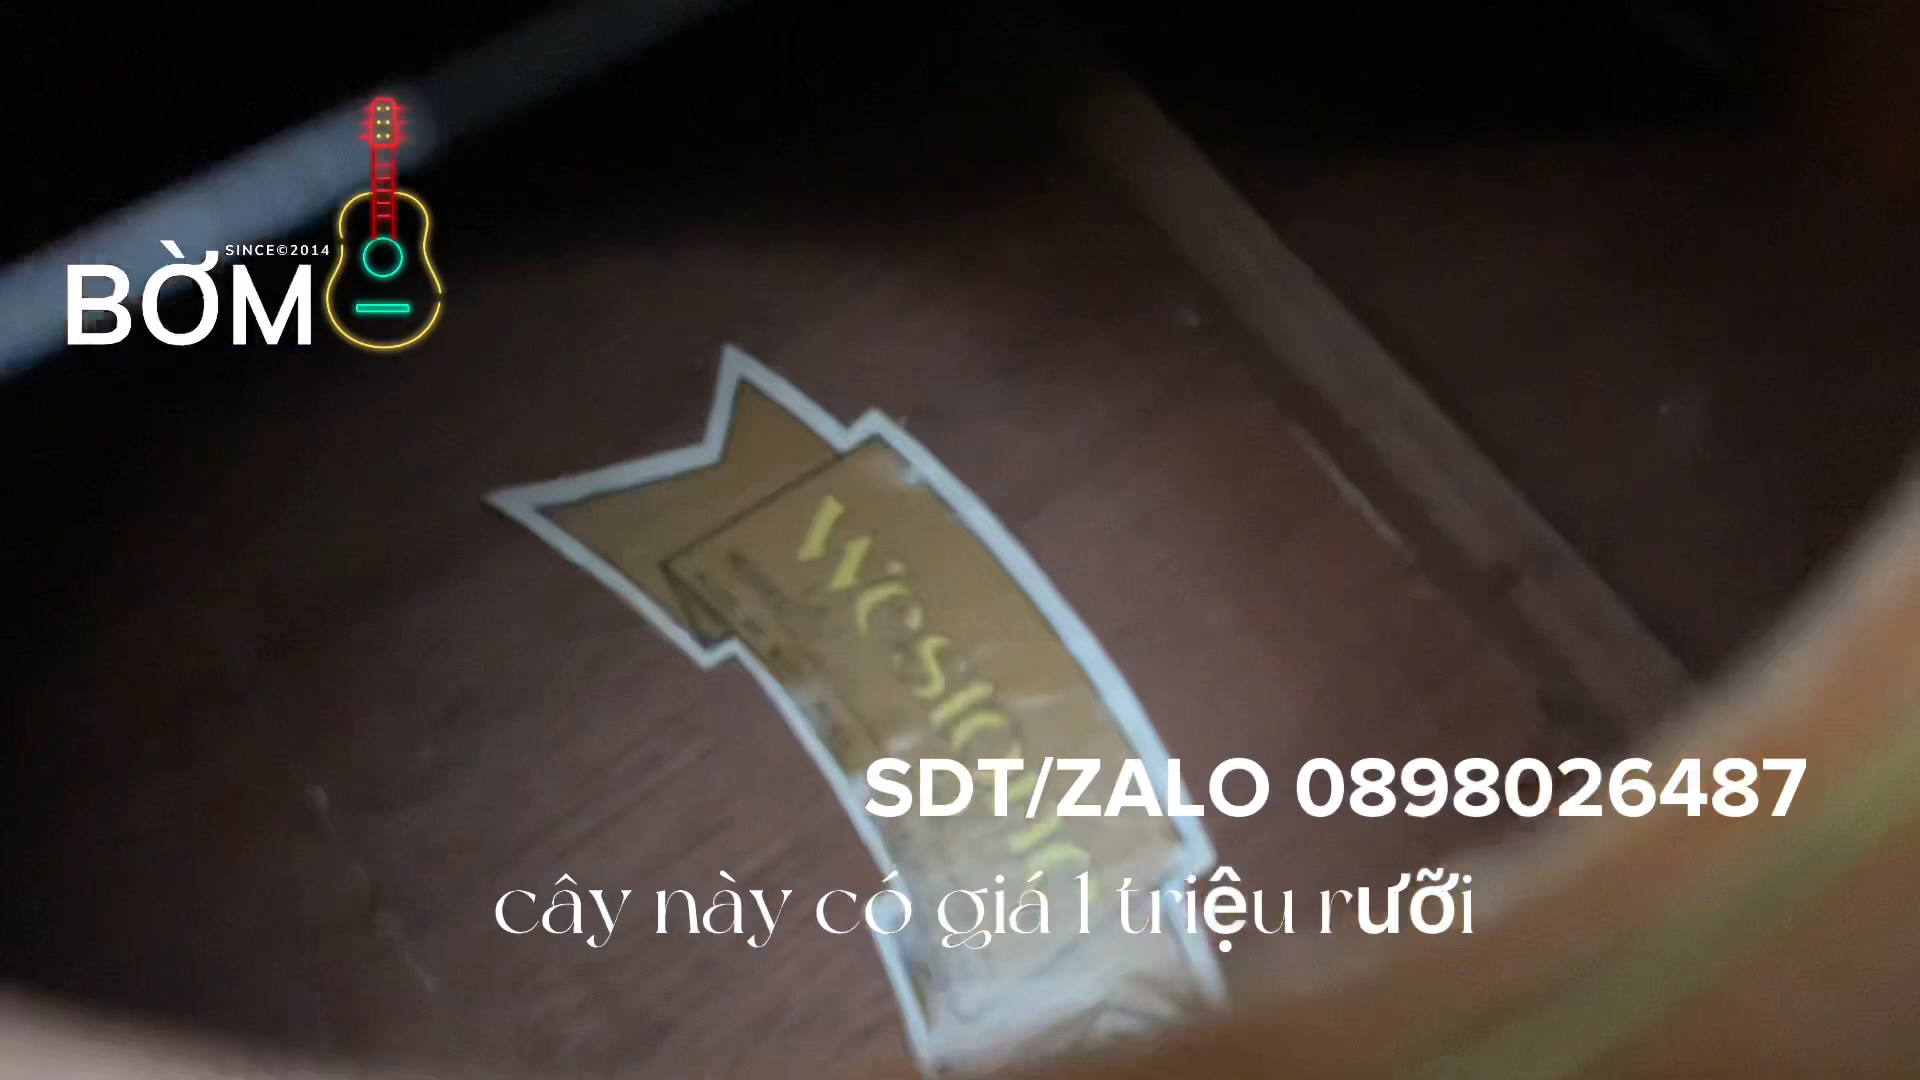 SINCE©2014
BỜM
SDT/ZALO 0898026487
cây này có giá 1 triệu rưỡi